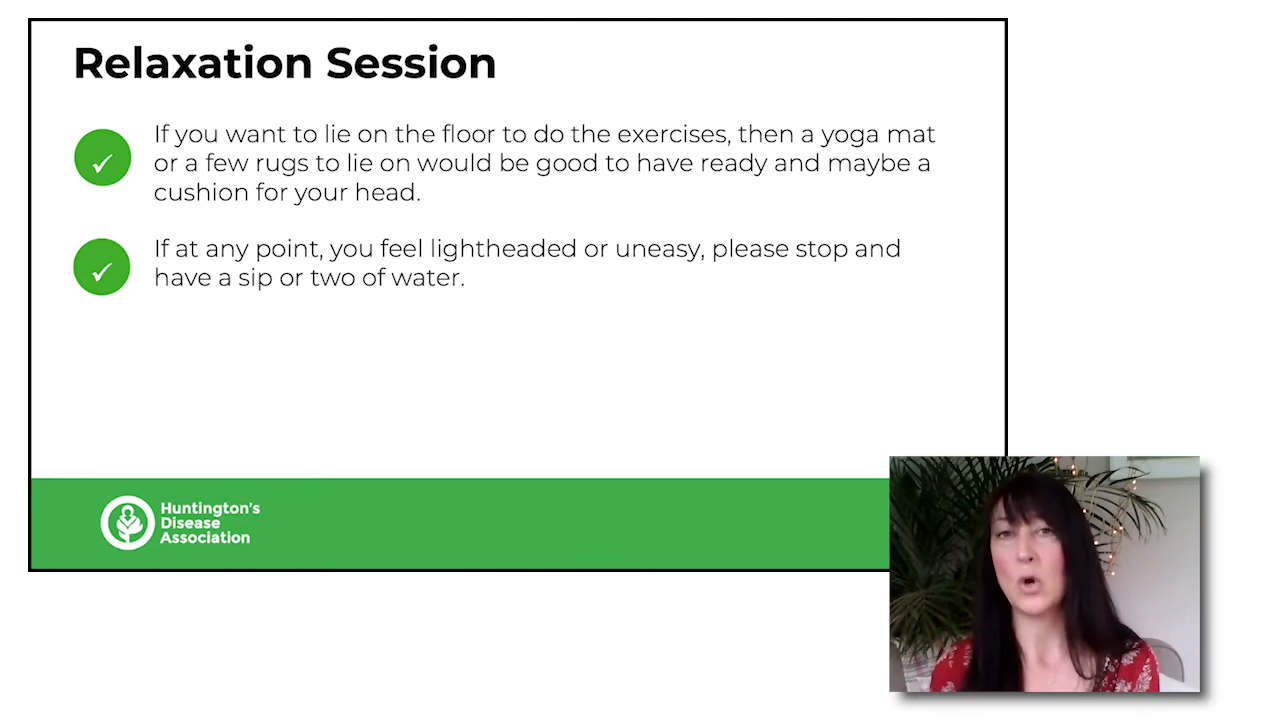 Relaxation Session
If you want to lie on the floor to do the exercises, then a yoga mat
or a few rugs to lie on would be good to have ready and maybe a
cushion for your head.
If at any point, you feel lightheaded or uneasy, please stop and
have a sip or two of water.
Huntington's
Disease
Association